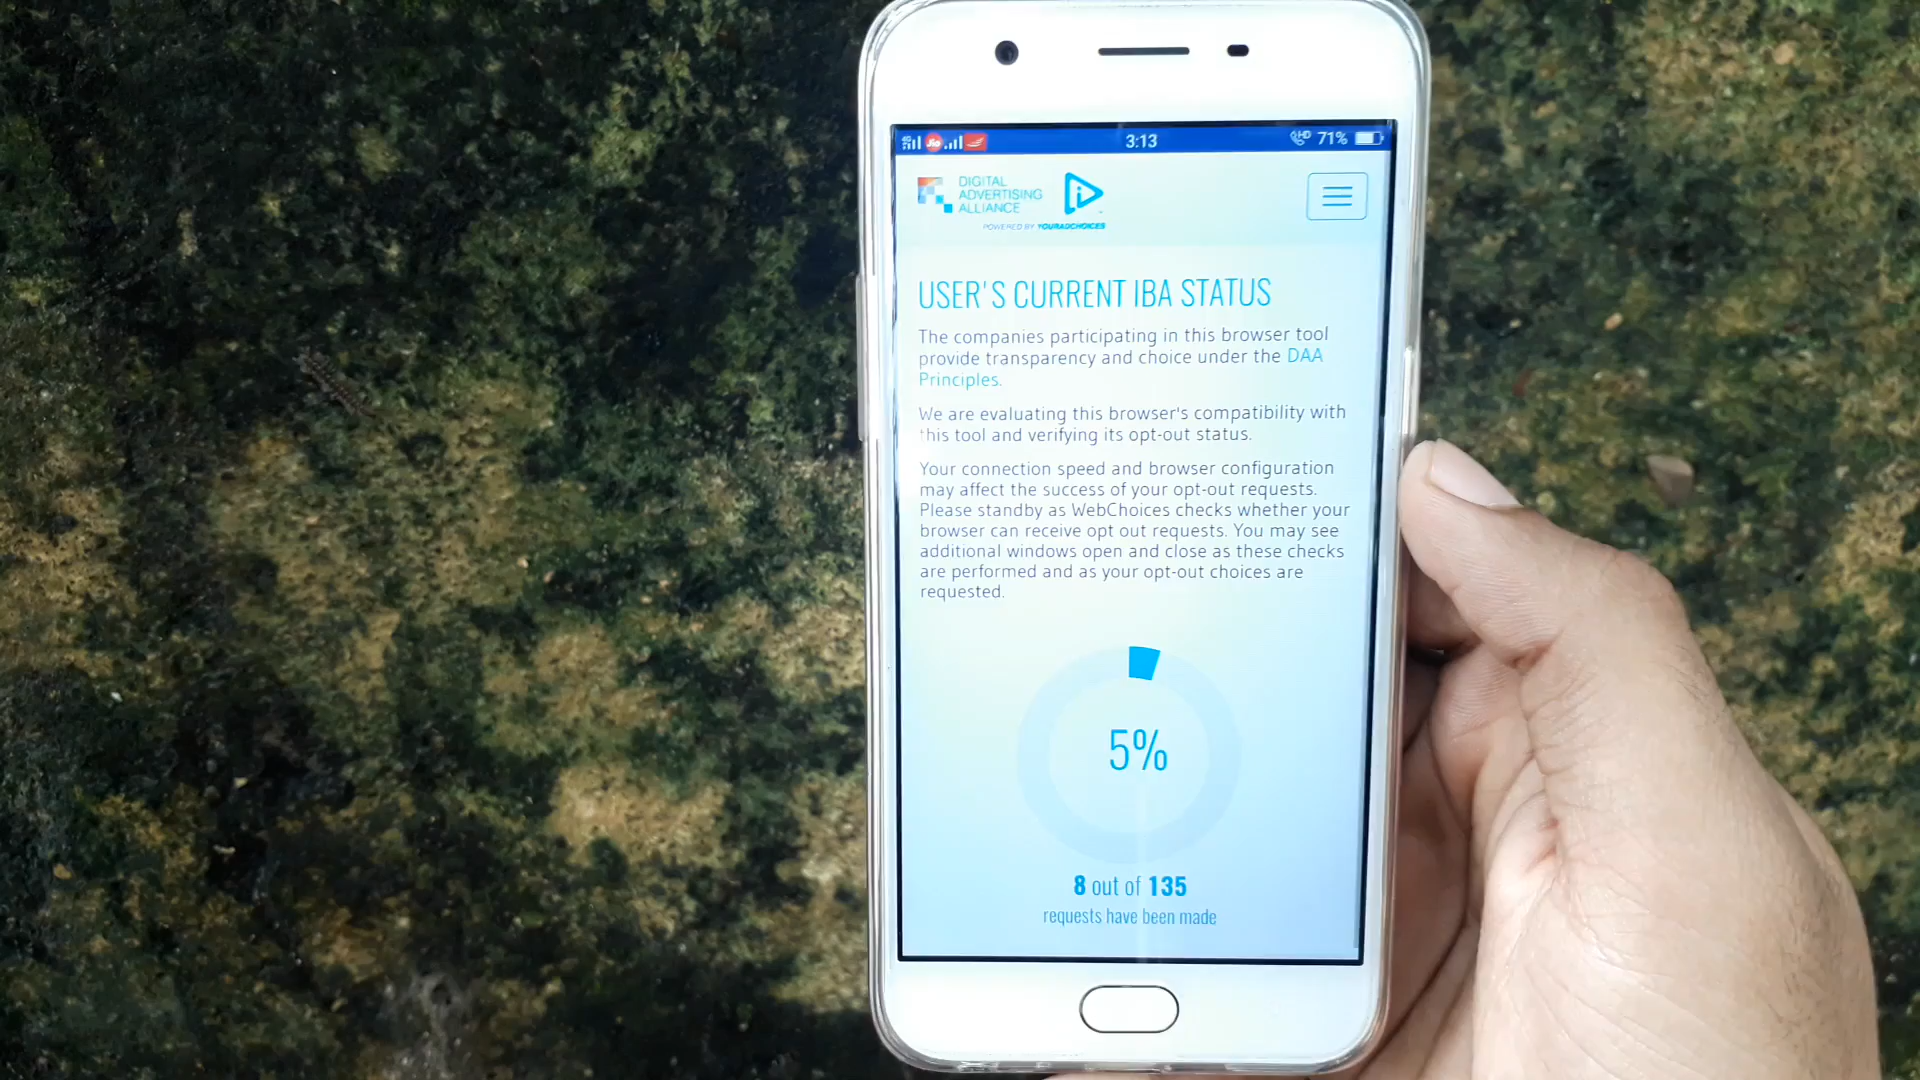 4G
Jio
3:13
HD 71%
DIGITAL
ADVERTISING
ALLIANCE
POWERED BY YOURADCHOICES
USER'S CURRENT IBA STATUS
The companies participating in this browser tool
provide transparency and choice under the DAA
Principles.
We are evaluating this browser's compatibility with
this tool and verifying its opt-out status.
Your connection speed and browser configuration
may affect the success of your opt-out requests.
Please standby as WebChoices checks whether your
browser can receive opt out requests. You may see
additional windows open and close as these checks
are performed and as your opt-out choices are
requested.
5%
8 out of 135
requests have been made